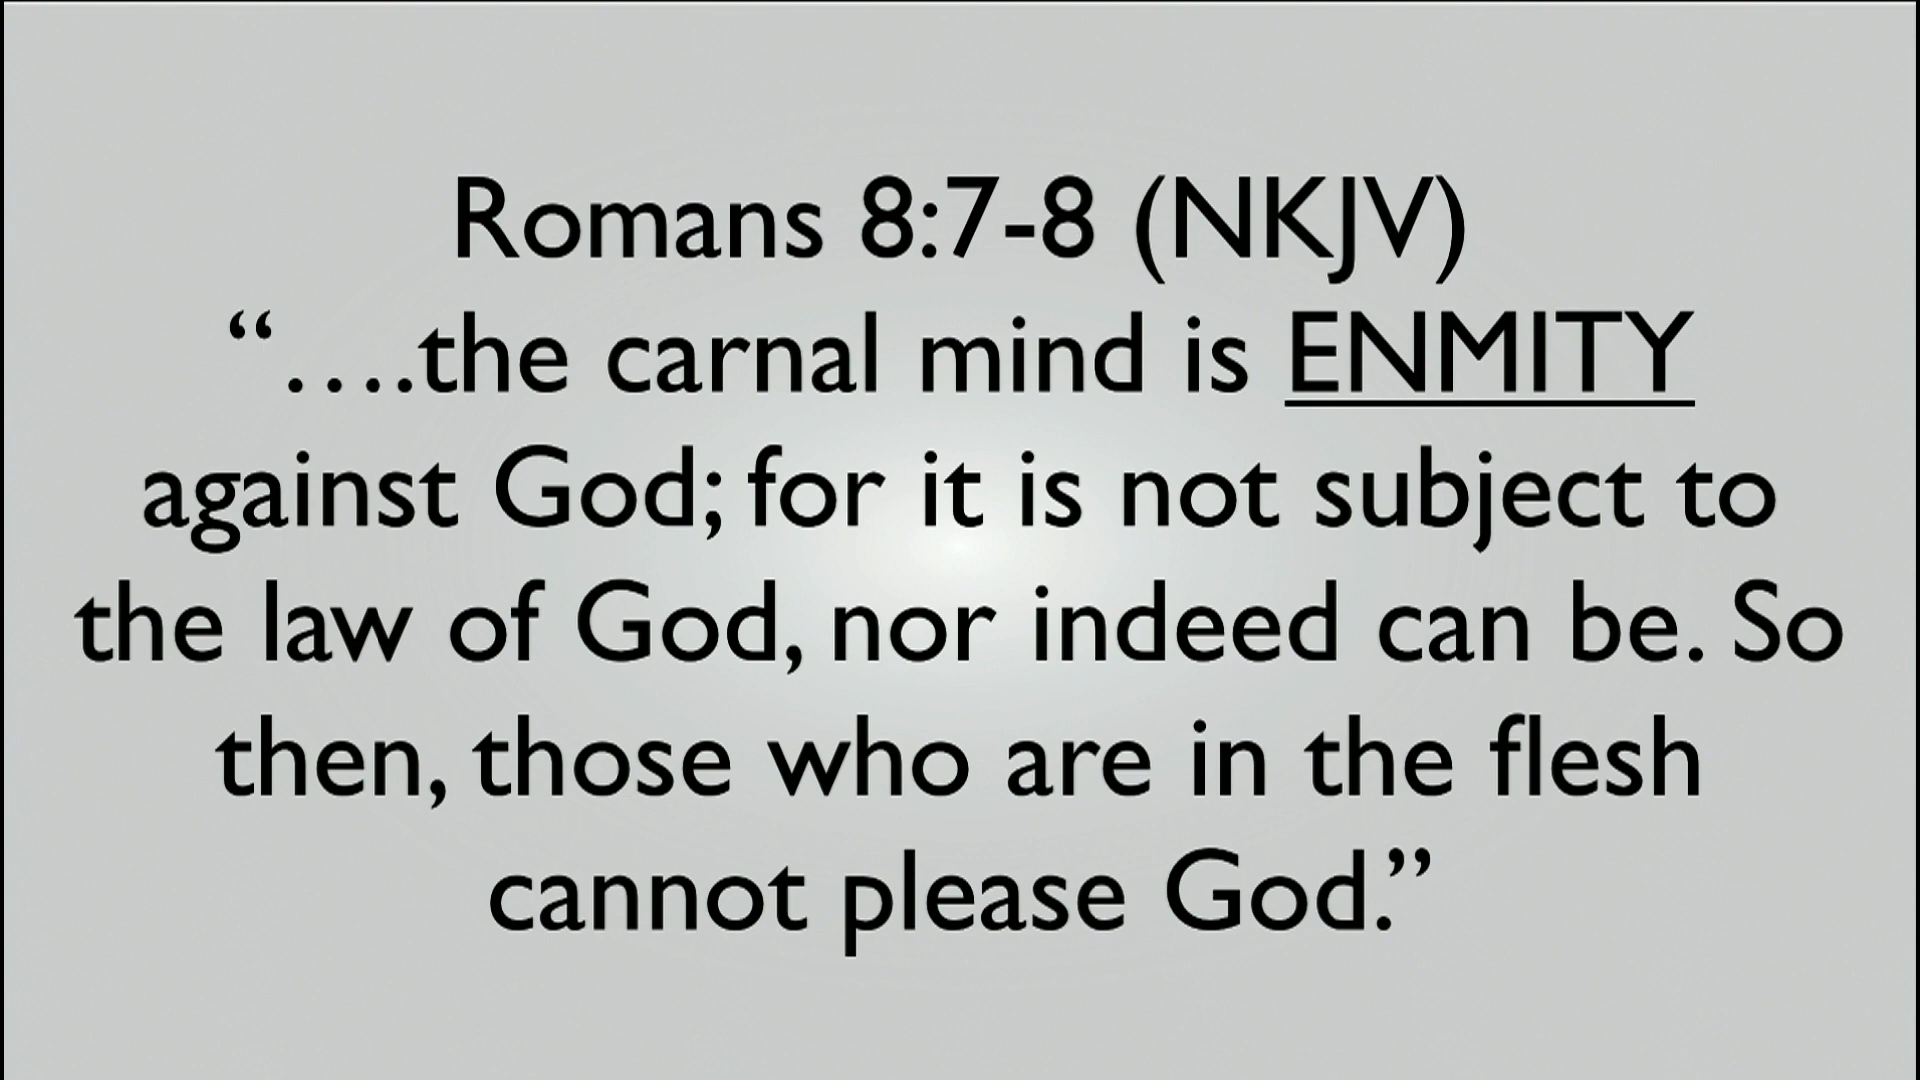 Romans 8:7-8 (NKJV)
“….the carnal mind is ENMITY
against God; for it is not subject to
the law of God, nor indeed can be. So
then, those who are in the flesh
cannot please God.”